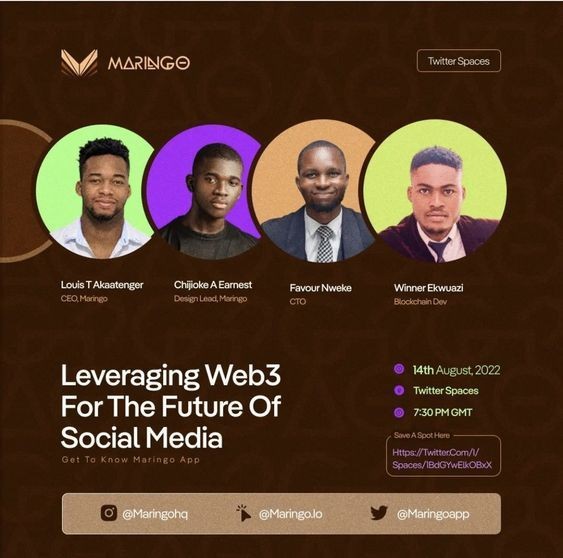 MARINGO
Twitter Spaces
Louis T Akaatenger
CEO, Maringo
Chijioke A Earnest
Design Lead, Maringo
Favour Nweke
CTO
Winner Ekwuazi
Blockchain Dev
Leveraging Web3
For The Future Of
Social Media
Get To Know Maringo App
14th August, 2022
Twitter Spaces
7:30 PM GMT
Save A Spot Here
Https://Twitter.Com/I/
Spaces/1BdGYwElkOBxX
@Maringohq
@Maringo.Io
@Maringoapp